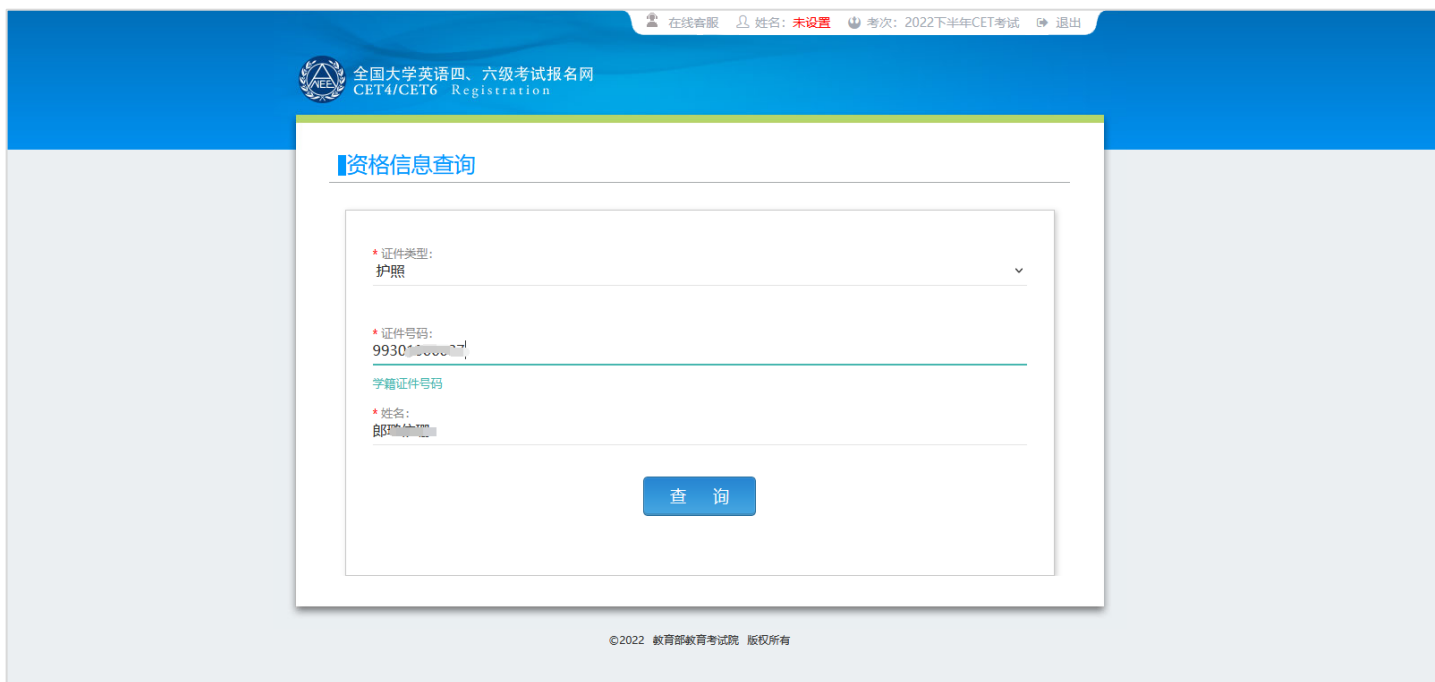 在线客服 姓名：未设置 考次：2022下半年CET考试 退出
NEE
全国大学英语四、六级考试报名网
CET4/CET6 Registration
资格信息查询
* 证件类型：
护照
* 证件号码：
9930
学籍证件号码
* 姓名：
郎
查 询
©2022 教育部教育考试院 版权所有